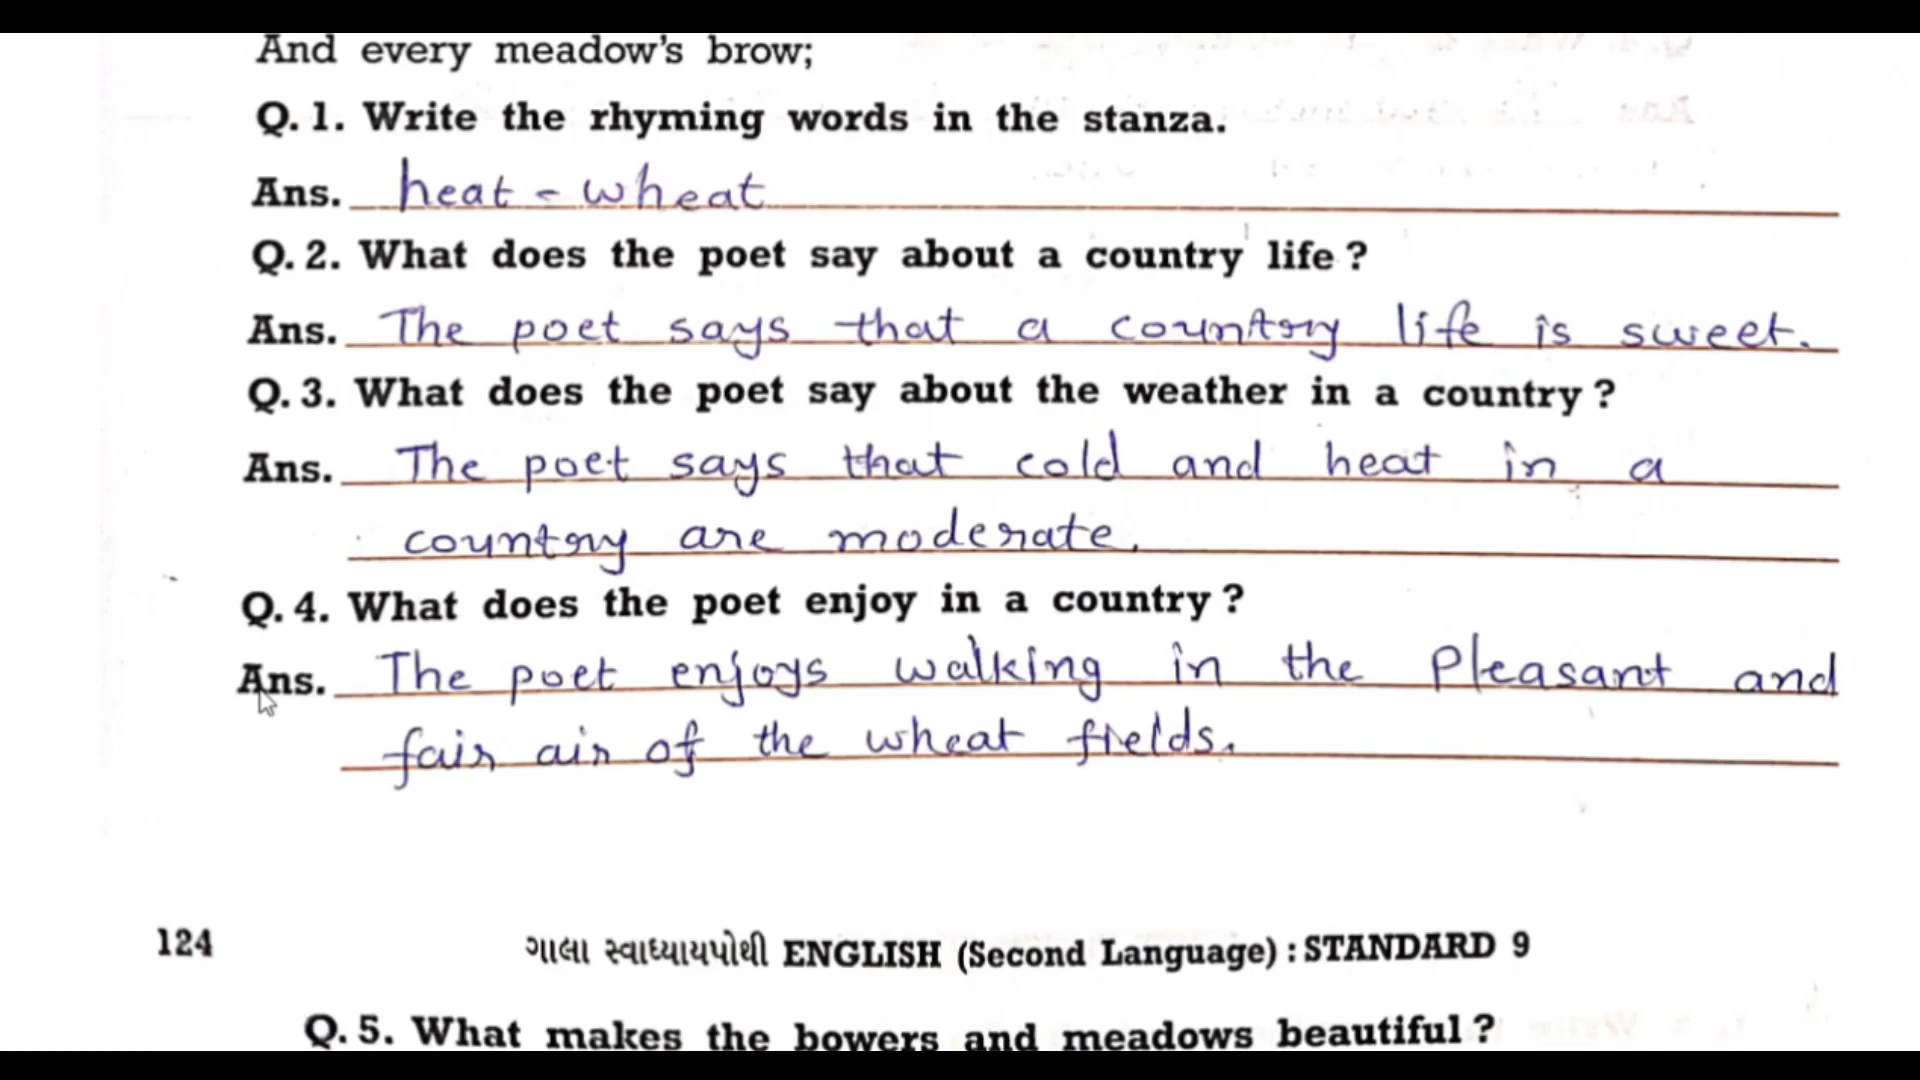 And every meadow's brow;
Q. 1. Write the rhyming words in the stanza.
Ans. heat - wheat
Q. 2. What does the poet say about a country life ?
Ans. The poet says that a country life is sweet.
Q. 3. What does the poet say about the weather in a country ?
Ans. The poet says that cold and heat in a
country are moderate.
Q. 4. What does the poet enjoy in a country ?
Ans. The poet enjoys walking in the Pleasant and
fair air of the wheat fields.
124 ગાલા સ્વાધ્યાયપોથી ENGLISH (Second Language) : STANDARD 9
Q. 5. What makes the bowers and meadows beautiful ?